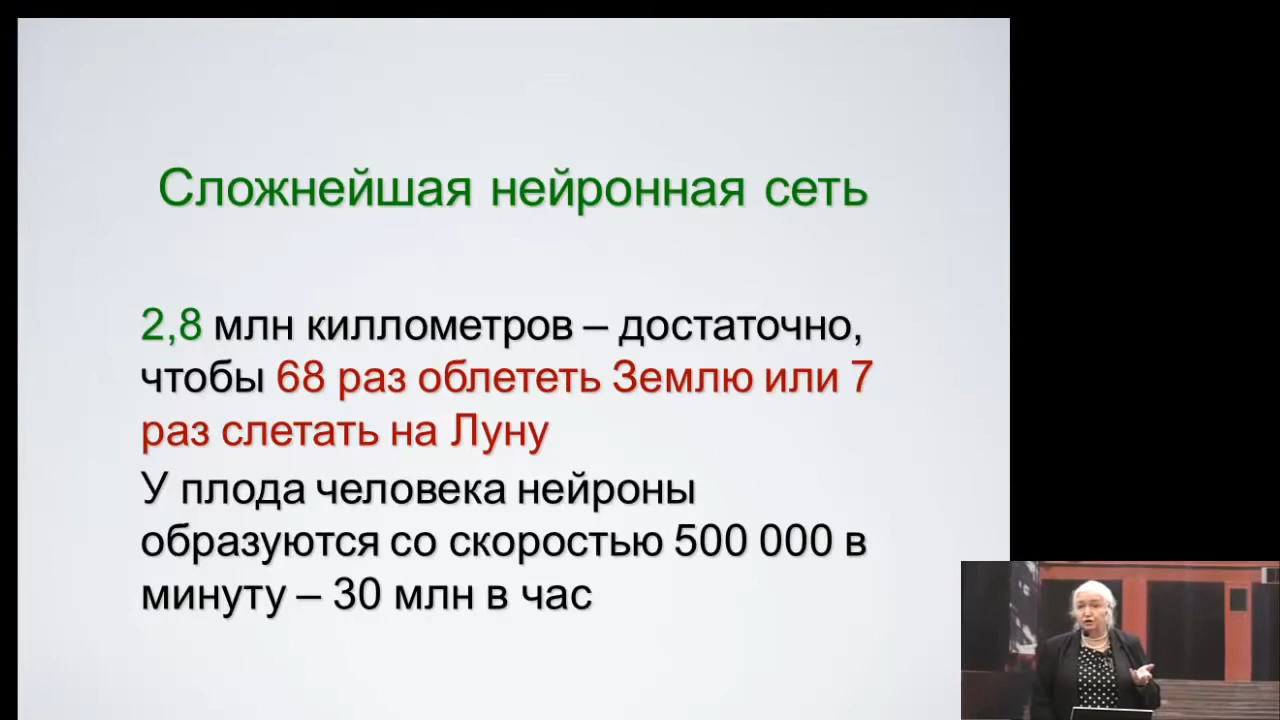 Сложнейшая нейронная сеть
2,8 млн киллометров – достаточно,
чтобы 68 раз облететь Землю или 7
раз слетать на Луну
У плода человека нейроны
образуются со скоростью 500 000 в
минуту – 30 млн в час